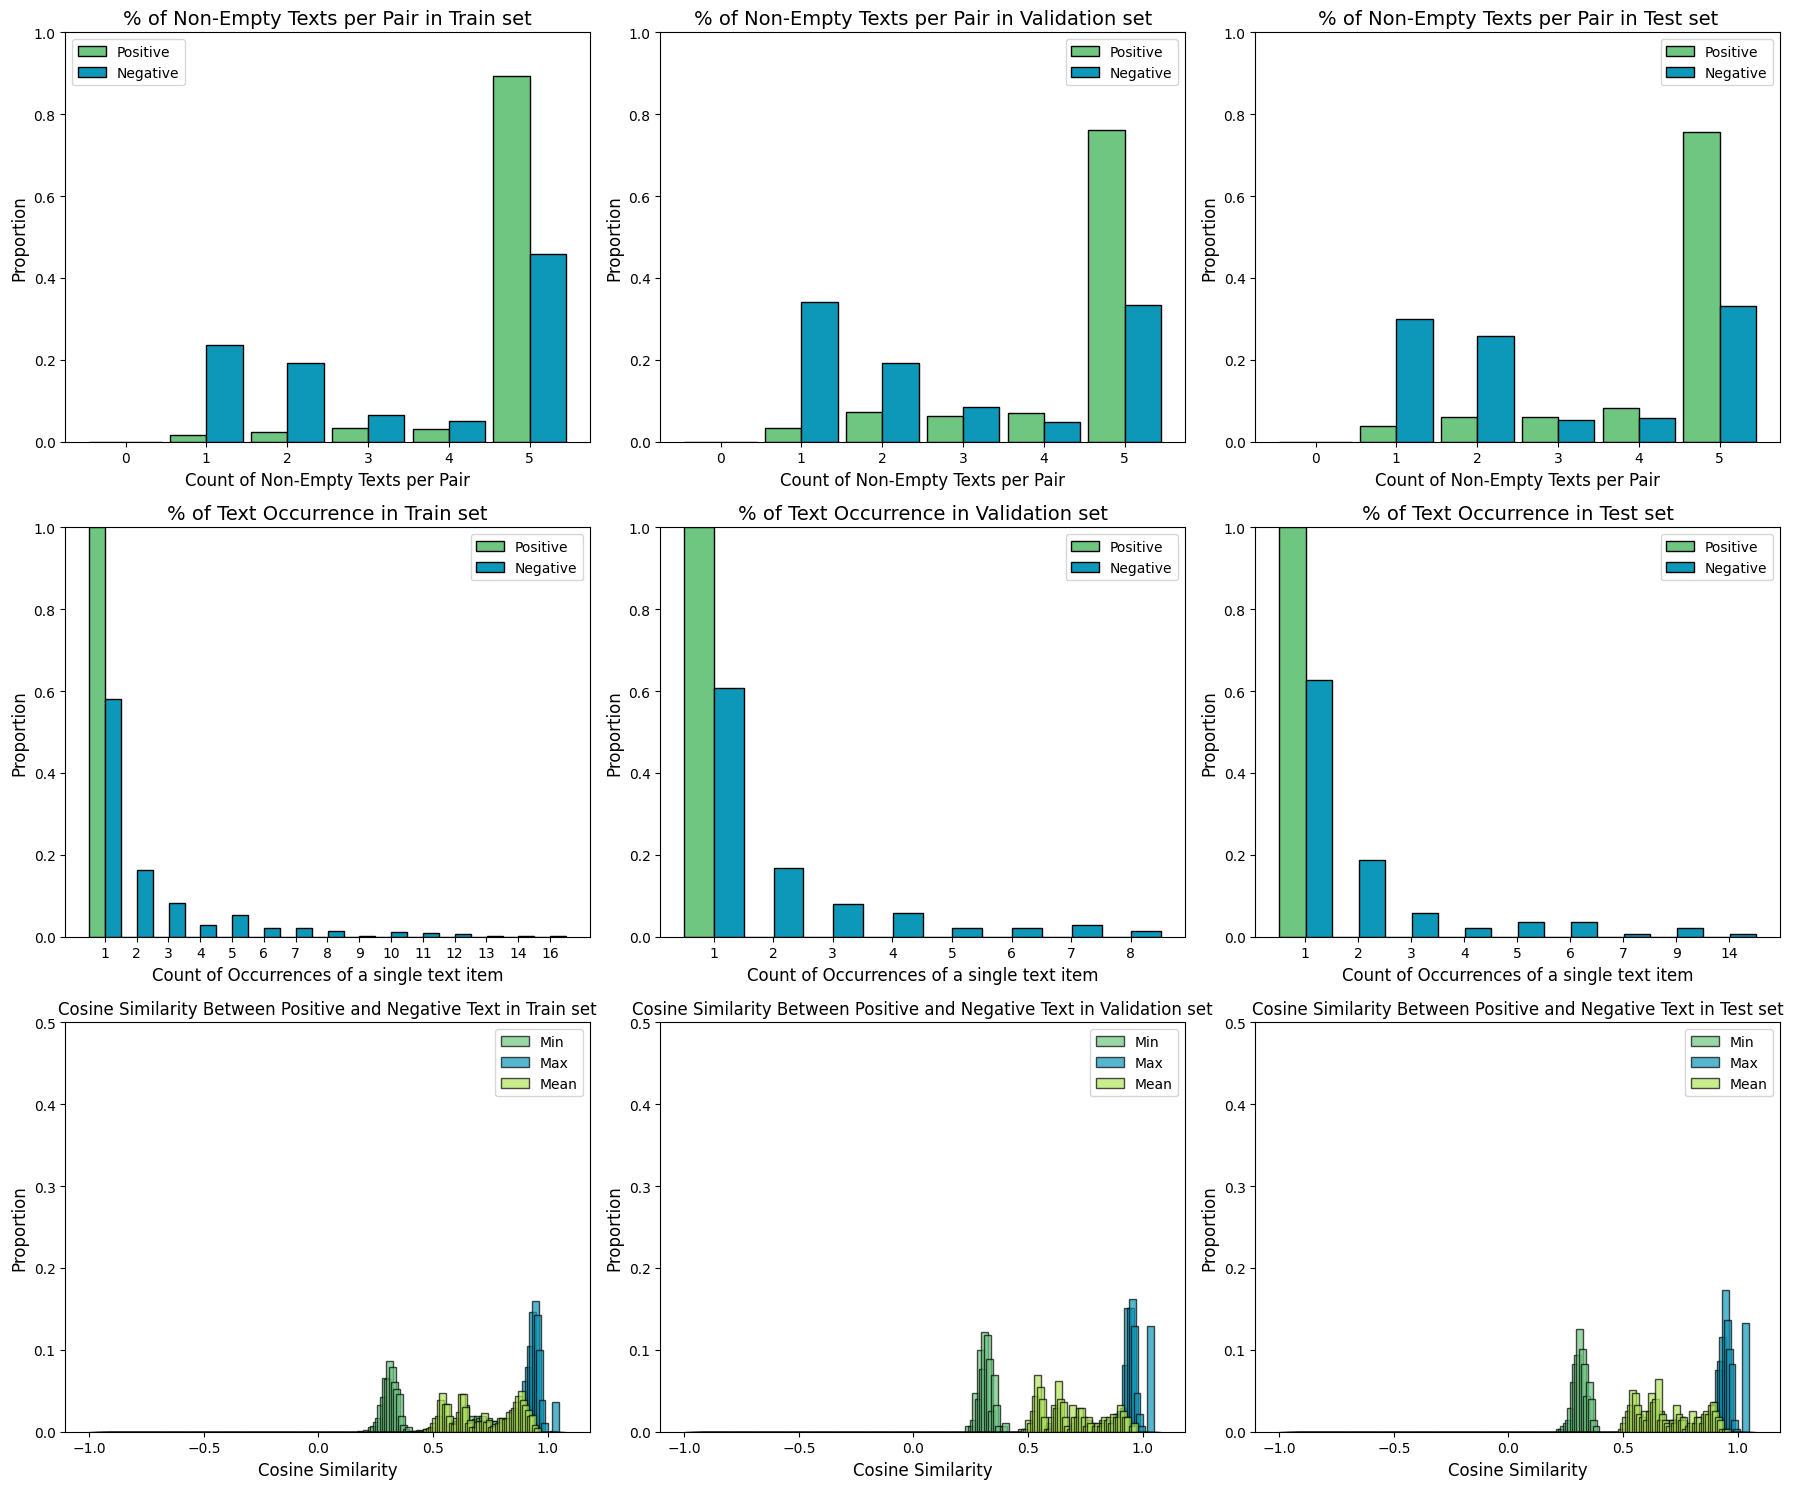 % of Non-Empty Texts per Pair in Train set
1.0
0.8
0.6
0.4
0.2
0.0
Proportion
Positive
Negative
0 1 2 3 4 5
Count of Non-Empty Texts per Pair
% of Non-Empty Texts per Pair in Validation set
1.0
0.8
0.6
0.4
0.2
0.0
Proportion
Positive
Negative
0 1 2 3 4 5
Count of Non-Empty Texts per Pair
% of Non-Empty Texts per Pair in Test set
1.0
0.8
0.6
0.4
0.2
0.0
Proportion
Positive
Negative
0 1 2 3 4 5
Count of Non-Empty Texts per Pair
% of Text Occurrence in Train set
1.0
0.8
0.6
0.4
0.2
0.0
Proportion
Positive
Negative
1 2 3 4 5 6 7 8 9 10 11 12 13 14 16
Count of Occurrences of a single text item
% of Text Occurrence in Validation set
1.0
0.8
0.6
0.4
0.2
0.0
Proportion
Positive
Negative
1 2 3 4 5 6 7 8
Count of Occurrences of a single text item
% of Text Occurrence in Test set
1.0
0.8
0.6
0.4
0.2
0.0
Proportion
Positive
Negative
1 2 3 4 5 6 7 9 14
Count of Occurrences of a single text item
Cosine Similarity Between Positive and Negative Text in Train set
0.5
0.4
0.3
0.2
0.1
0.0
Proportion
Min
Max
Mean
−1.0 −0.5 0.0 0.5 1.0
Cosine Similarity
Cosine Similarity Between Positive and Negative Text in Validation set
0.5
0.4
0.3
0.2
0.1
0.0
Proportion
Min
Max
Mean
−1.0 −0.5 0.0 0.5 1.0
Cosine Similarity
Cosine Similarity Between Positive and Negative Text in Test set
0.5
0.4
0.3
0.2
0.1
0.0
Proportion
Min
Max
Mean
−1.0 −0.5 0.0 0.5 1.0
Cosine Similarity